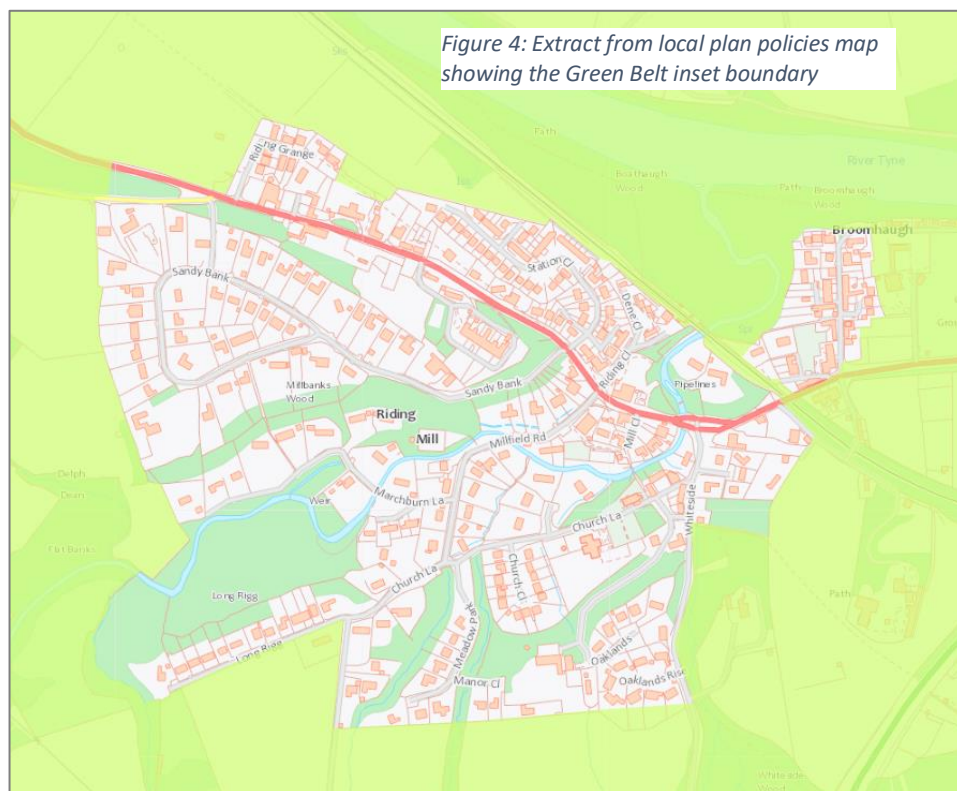 Figure 4: Extract from local plan policies map
showing the Green Belt inset boundary
Path
River Tyne
Riding Grange
Boathaugh
Wood
Path
Broomhaugh
Wood
Broomhaugh
Station Cl
Sandy Bank
Dene Cl
Riding Cl
Pipelines
Millbanks
Wood
Sandy Bank
Riding
Mill
Mill Cl
Millfield Rd
Delph
Dean
Weir
Marchburn La
Whiteside
Church La
Flat Banks
Church La
Church Cl
Path
Long Rigg
Meadow Park
Long Rigg
Oaklands
Manor Cl
Oaklands Rise
Whiteside
Wood